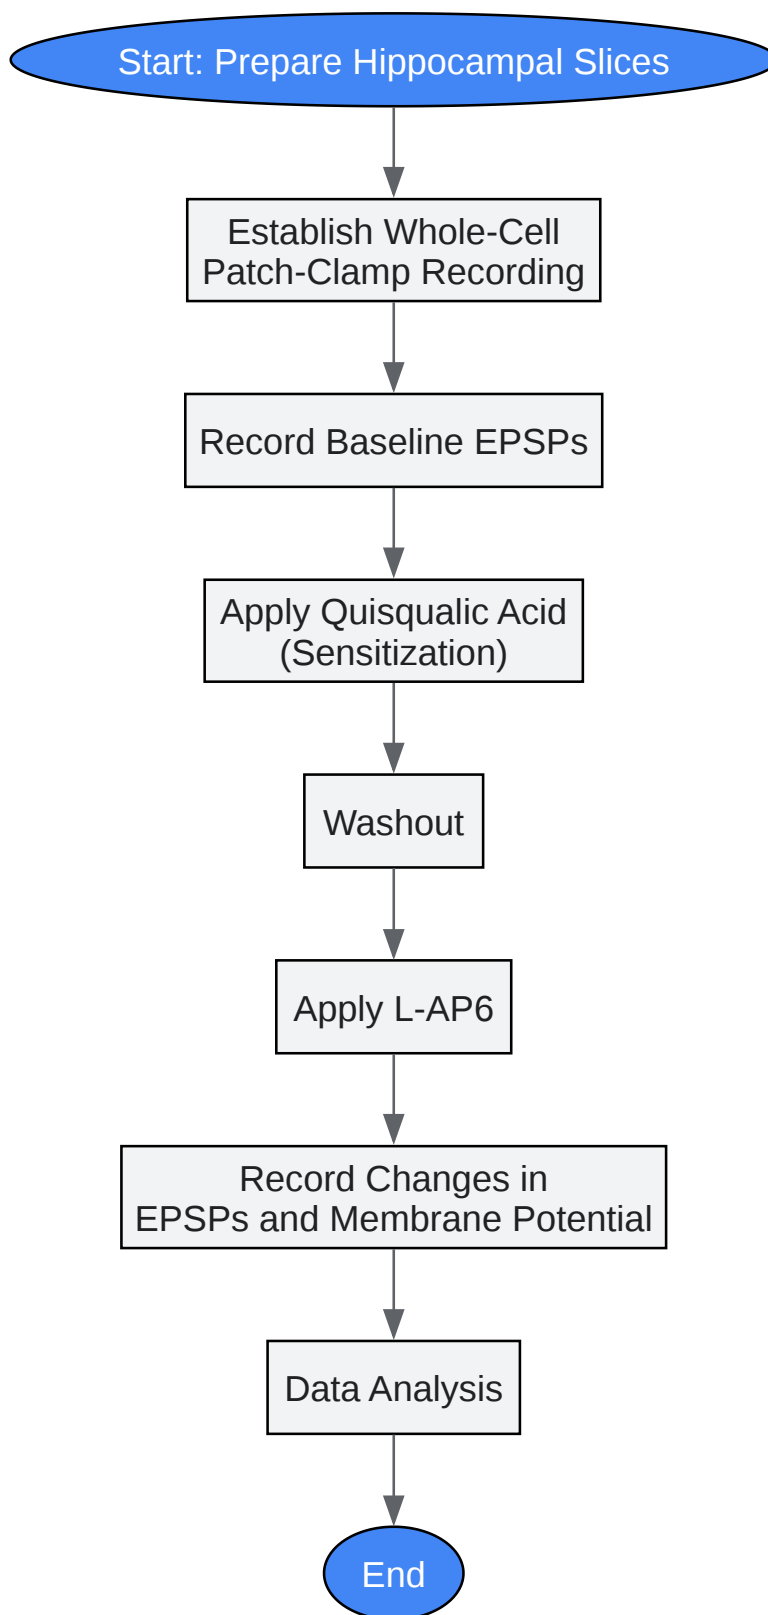 Start: Prepare Hippocampal Slices
Establish Whole-Cell
Patch-Clamp Recording
Record Baseline EPSPs
Apply Quisqualic Acid
(Sensitization)
Washout
Apply L-AP6
Record Changes in
EPSPs and Membrane Potential
Data Analysis
End